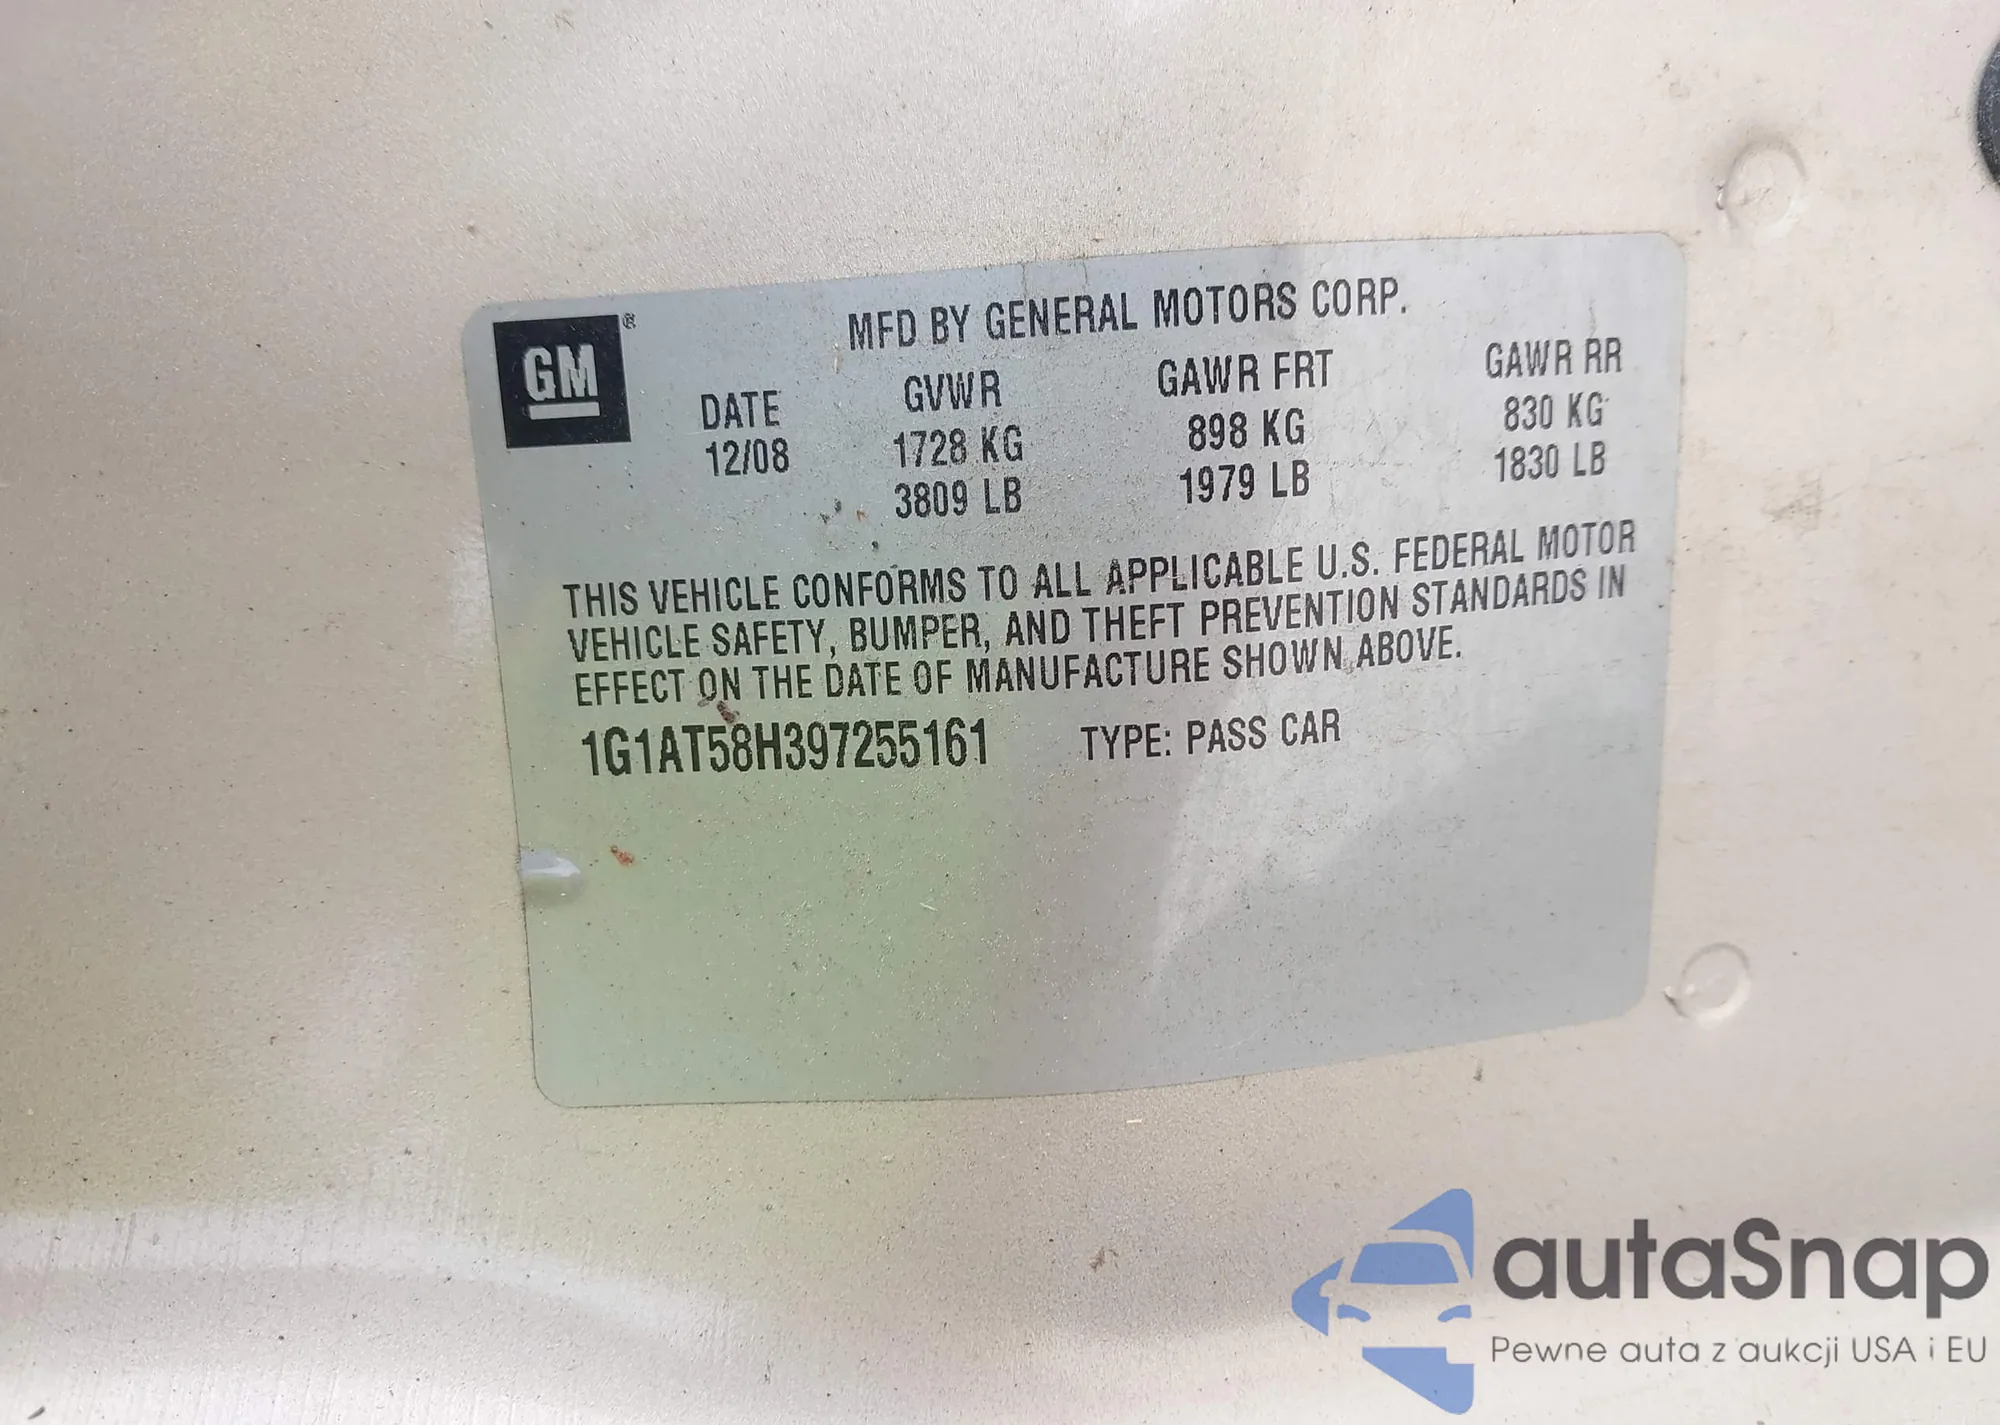 GM ®
MFD BY GENERAL MOTORS CORP.
DATE GVWR GAWR FRT GAWR RR
12/08 1728 KG 898 KG 830 KG
3809 LB 1979 LB 1830 LB
THIS VEHICLE CONFORMS TO ALL APPLICABLE U.S. FEDERAL MOTOR
VEHICLE SAFETY, BUMPER, AND THEFT PREVENTION STANDARDS IN
EFFECT ON THE DATE OF MANUFACTURE SHOWN ABOVE.
1G1AT58H397255161 TYPE: PASS CAR
autaSnap
Pewne auta z aukcji USA i EU